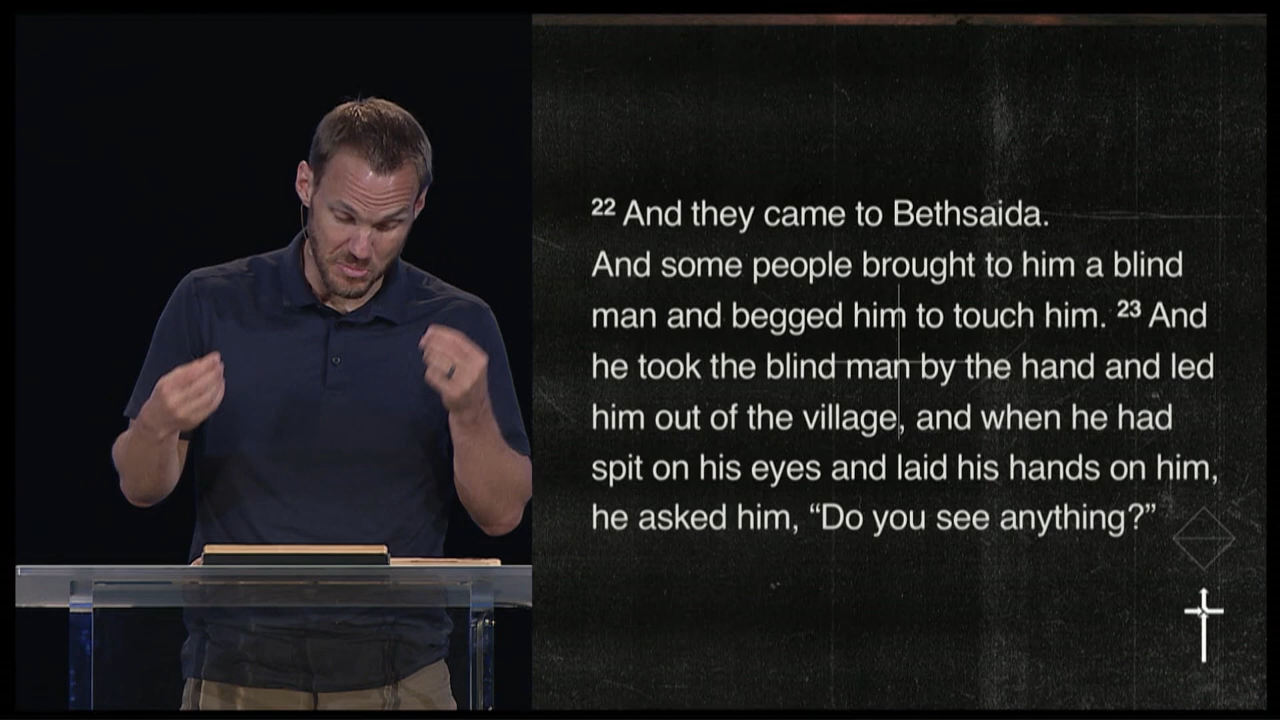 22 And they came to Bethsaida.
And some people brought to him a blind
man and begged him to touch him. 23 And
he took the blind man by the hand and led
him out of the village, and when he had
spit on his eyes and laid his hands on him,
he asked him, “Do you see anything?”